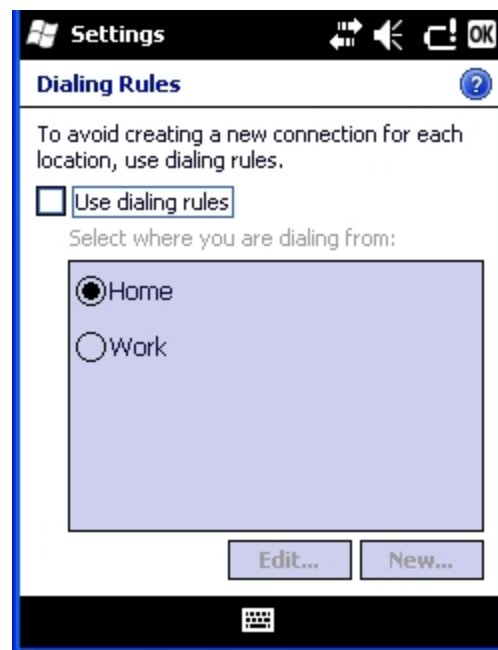 Settings
OK
Dialing Rules
?
To avoid creating a new connection for each
location, use dialing rules.
Use dialing rules
Select where you are dialing from:
Home
Work
Edit...
New...